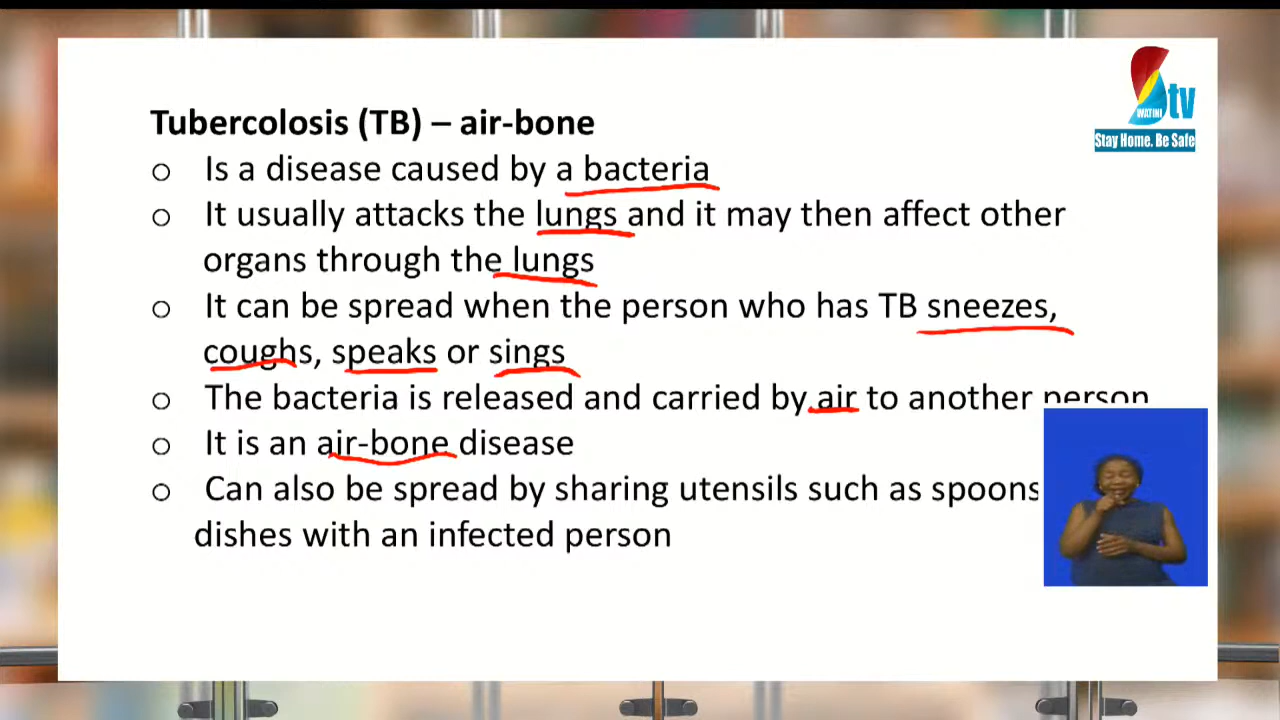 Tubercolosis (TB) – air-bone
o Is a disease caused by a bacteria
o It usually attacks the lungs and it may then affect other
organs through the lungs
o It can be spread when the person who has TB sneezes,
coughs, speaks or sings
o The bacteria is released and carried by air to another person
o It is an air-bone disease
o Can also be spread by sharing utensils such as spoons
dishes with an infected person
tv
WATINI
Stay Home. Be Safe